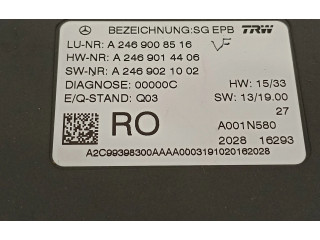 BEZEICHNUNG:SG EPB TRW
LU-NR: A 246 900 85 16 VF
HW-NR: A 246 901 44 06
SW-NR: A 246 902 10 02
DIAGNOSE: 00000C HW: 15/33
E/Q-STAND: Q03 SW: 13/19.00
27
RO A001N580
2028 16293
A2C99398300AAAA0003191020162028